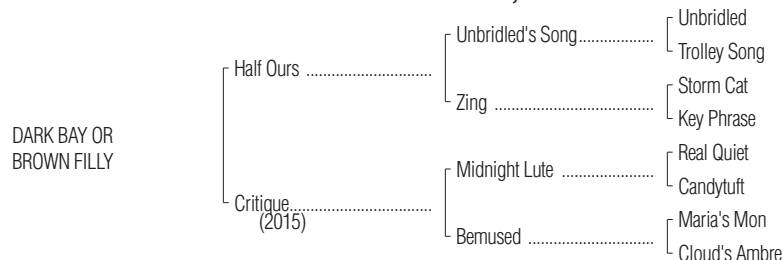 Unbridled
Unbridled's Song..................
Trolley Song
Half Ours ..............................
Storm Cat
Zing ......................................
Key Phrase
DARK BAY OR
BROWN FILLY
Real Quiet
Midnight Lute ......................
Candytuft
Critique..................................
(2015)
Maria's Mon
Bemused ..............................
Cloud's Ambre